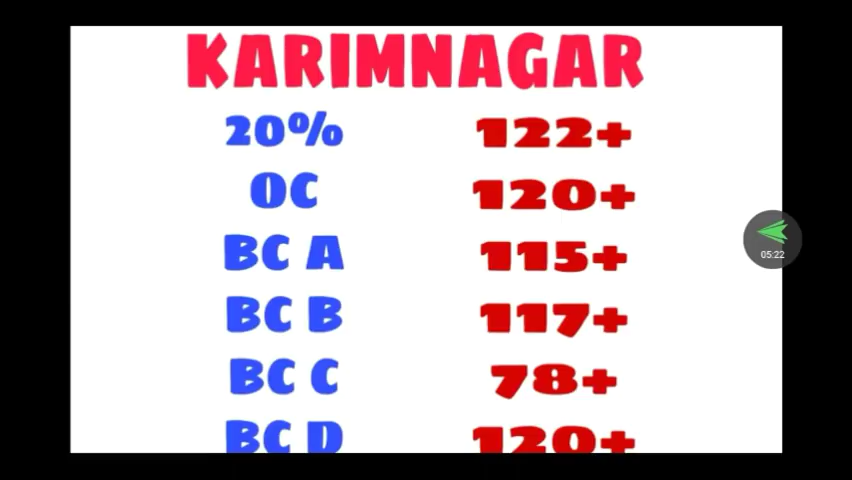 KARIMNAGAR
20% 122+
OC 120+
BC A 115+
BC B 117+
BC C 78+
BC D 120+
05:22